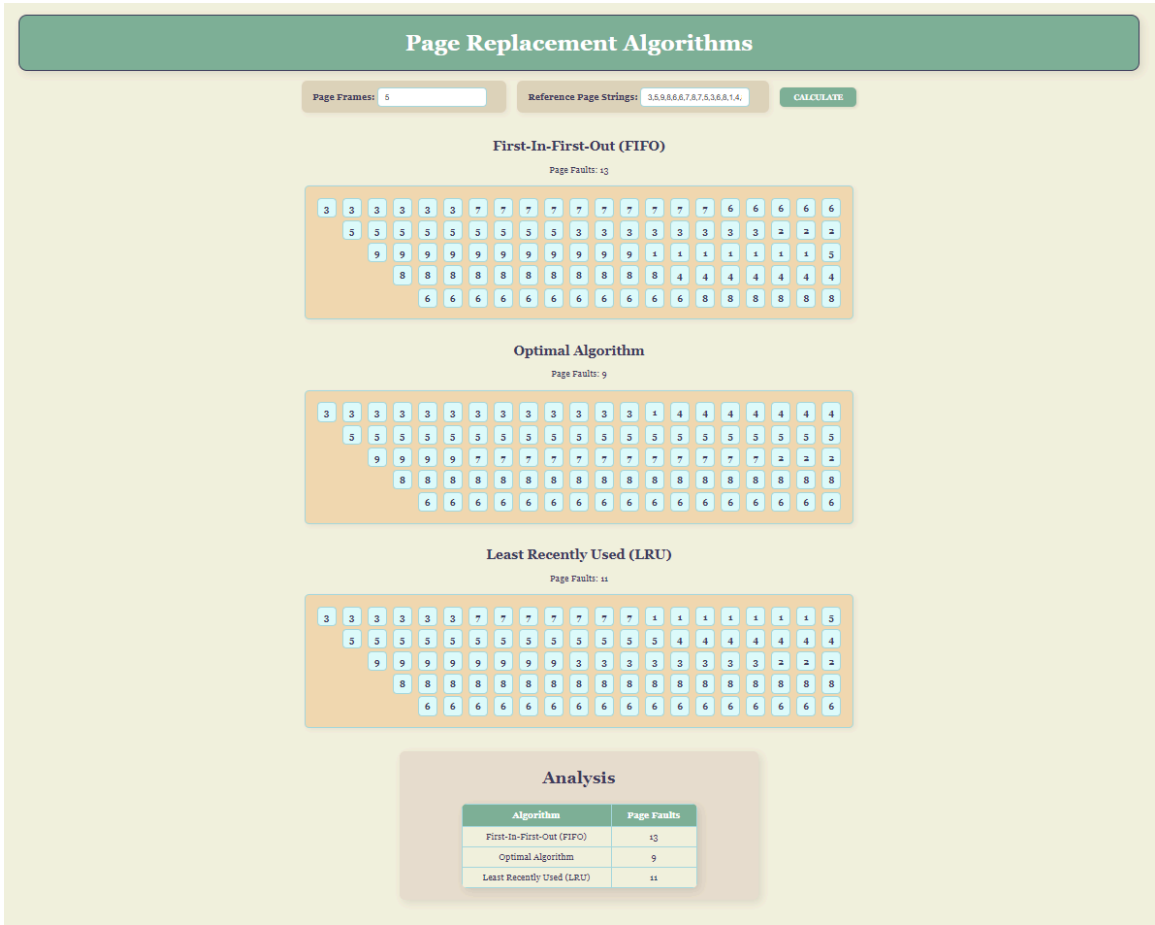 Page Replacement Algorithms
Page Frames: 5 Reference Page Strings: 3,5,9,8,6,6,7,8,7,5,3,6,8,1,4, CALCULATE
First-In-First-Out (FIFO)
Page Faults: 13
3 3 3 3 3 3 7 7 7 7 7 7 7 7 7 7 6 6 6 6 6
5 5 5 5 5 5 5 5 5 3 3 3 3 3 3 3 3 2 2 2
9 9 9 9 9 9 9 9 9 9 9 1 1 1 1 1 1 1 5
8 8 8 8 8 8 8 8 8 8 8 4 4 4 4 4 4 4
6 6 6 6 6 6 6 6 6 6 6 8 8 8 8 8 8
Optimal Algorithm
Page Faults: 9
3 3 3 3 3 3 3 3 3 3 3 3 3 1 4 4 4 4 4 4 4
5 5 5 5 5 5 5 5 5 5 5 5 5 5 5 5 5 5 5 5
9 9 9 9 7 7 7 7 7 7 7 7 7 7 7 7 2 2 2
8 8 8 8 8 8 8 8 8 8 8 8 8 8 8 8 8 8
6 6 6 6 6 6 6 6 6 6 6 6 6 6 6 6 6
Least Recently Used (LRU)
Page Faults: 11
3 3 3 3 3 3 7 7 7 7 7 7 7 1 1 1 1 1 1 1 5
5 5 5 5 5 5 5 5 5 5 5 5 5 4 4 4 4 4 4 4
9 9 9 9 9 9 9 9 3 3 3 3 3 3 3 3 2 2 2
8 8 8 8 8 8 8 8 8 8 8 8 8 8 8 8 8 8
6 6 6 6 6 6 6 6 6 6 6 6 6 6 6 6 6
Analysis
Algorithm Page Faults
First-In-First-Out (FIFO) 13
Optimal Algorithm 9
Least Recently Used (LRU) 11